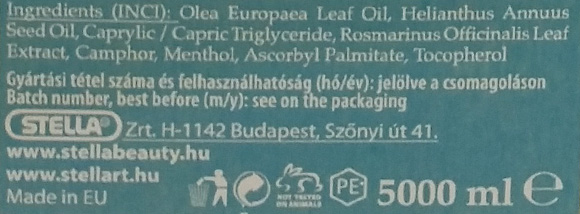 Ingredients (INCI): Olea Europaea Leaf Oil, Helianthus Annuus
Seed Oil, Caprylic / Capric Triglyceride, Rosmarinus Officinalis Leaf
Extract, Camphor, Menthol, Ascorbyl Palmitate, Tocopherol
Gyártási tétel száma és felhasználhatóság (hó/év): jelölve a csomagoláson
Batch number, best before (m/y): see on the packaging
STELLA® Zrt. H-1142 Budapest, Szőnyi út 41.
www.stellabeauty.hu
www.stellart.hu
Made in EU
NOT TESTED
ON ANIMALS
PE
5000 ml e